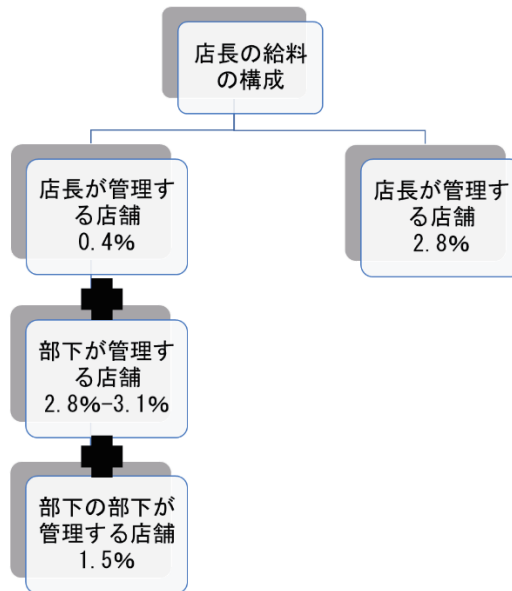 店長の給料
の構成
店長が管理す
る店舗
0.4%
店長が管理す
る店舗
2.8%
部下が管理す
る店舗
2.8%-3.1%
部下の部下が
管理する店舗
1.5%